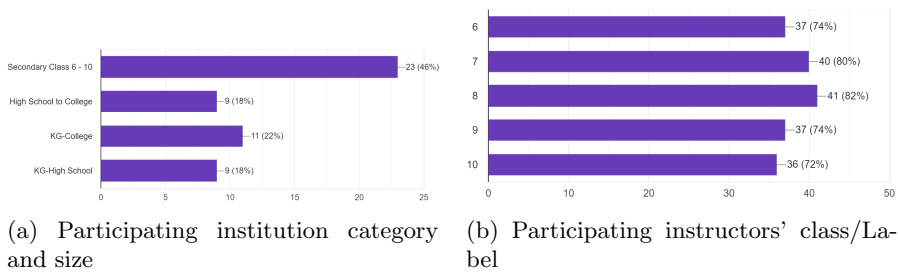 Secondary Class 6 - 10
23 (46%)
High School to College
9 (18%)
KG-College
11 (22%)
KG-High School
9 (18%)
0 5 10 15 20 25
(a) Participating institution category
and size
6
37 (74%)
7
40 (80%)
8
41 (82%)
9
37 (74%)
10
36 (72%)
0 10 20 30 40 50
(b) Participating instructors’ class/La-
bel